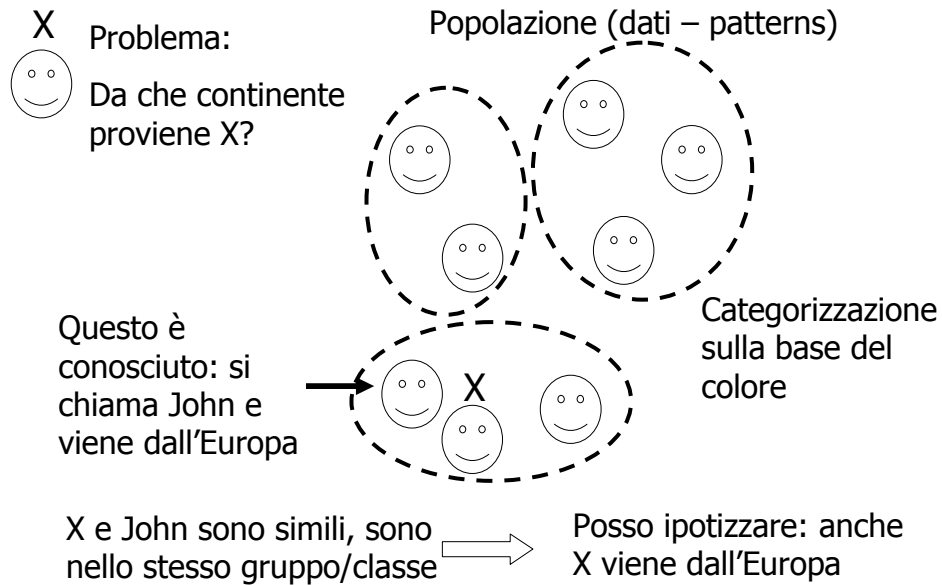 X
Problema:
Da che continente
proviene X?
Popolazione (dati – patterns)
Categorizzazione
sulla base del
colore
Questo è
conosciuto: si
chiama John e
viene dall’Europa
X
X e John sono simili, sono
nello stesso gruppo/classe
Posso ipotizzare: anche
X viene dall’Europa